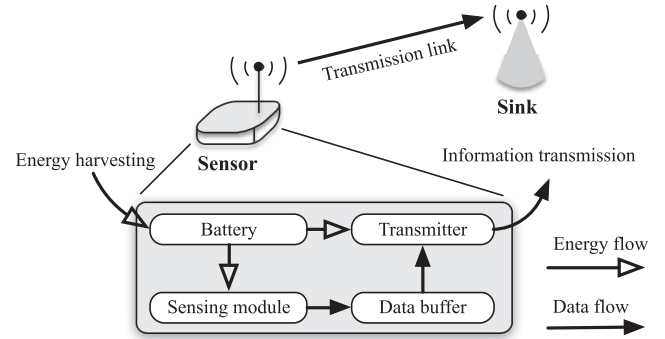 Transmission link
Sink
Sensor
Energy harvesting
Information transmission
Battery
Transmitter
Energy flow
Sensing module
Data buffer
Data flow